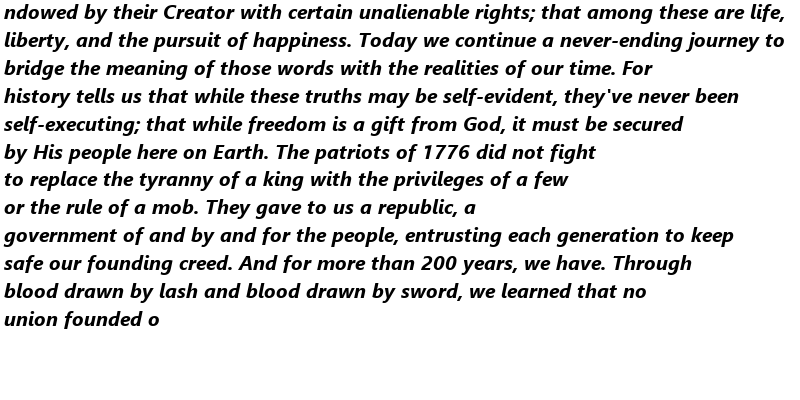 ndowed by their Creator with certain unalienable rights; that among these are life,
liberty, and the pursuit of happiness. Today we continue a never-ending journey to
bridge the meaning of those words with the realities of our time. For
history tells us that while these truths may be self-evident, they've never been
self-executing; that while freedom is a gift from God, it must be secured
by His people here on Earth. The patriots of 1776 did not fight
to replace the tyranny of a king with the privileges of a few
or the rule of a mob. They gave to us a republic, a
government of and by and for the people, entrusting each generation to keep
safe our founding creed. And for more than 200 years, we have. Through
blood drawn by lash and blood drawn by sword, we learned that no
union founded o